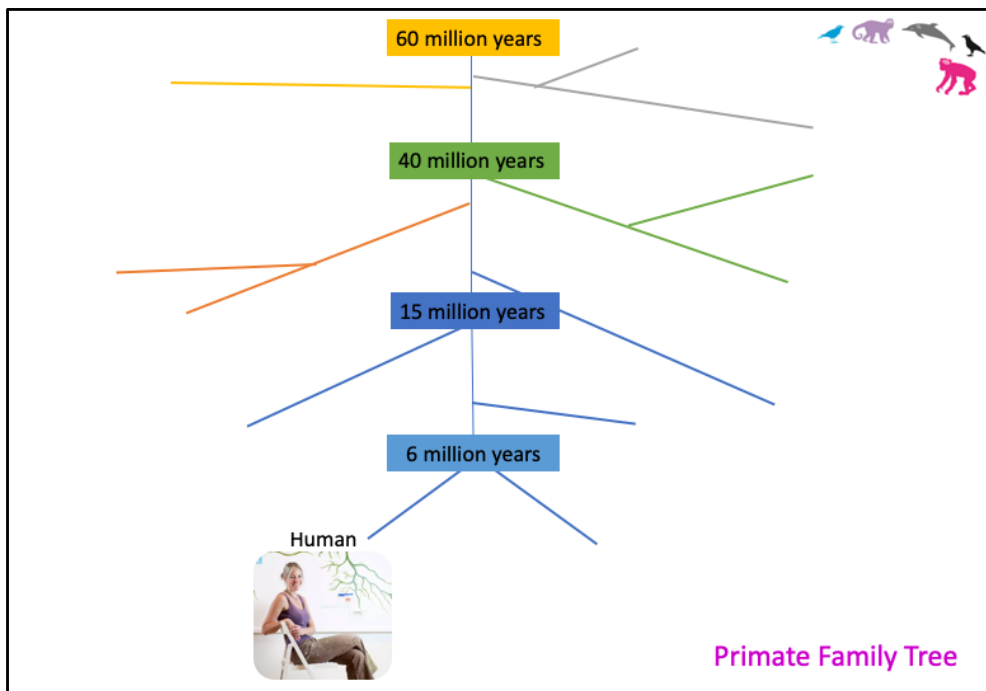 60 million years
40 million years
15 million years
6 million years
Human
Primate Family Tree